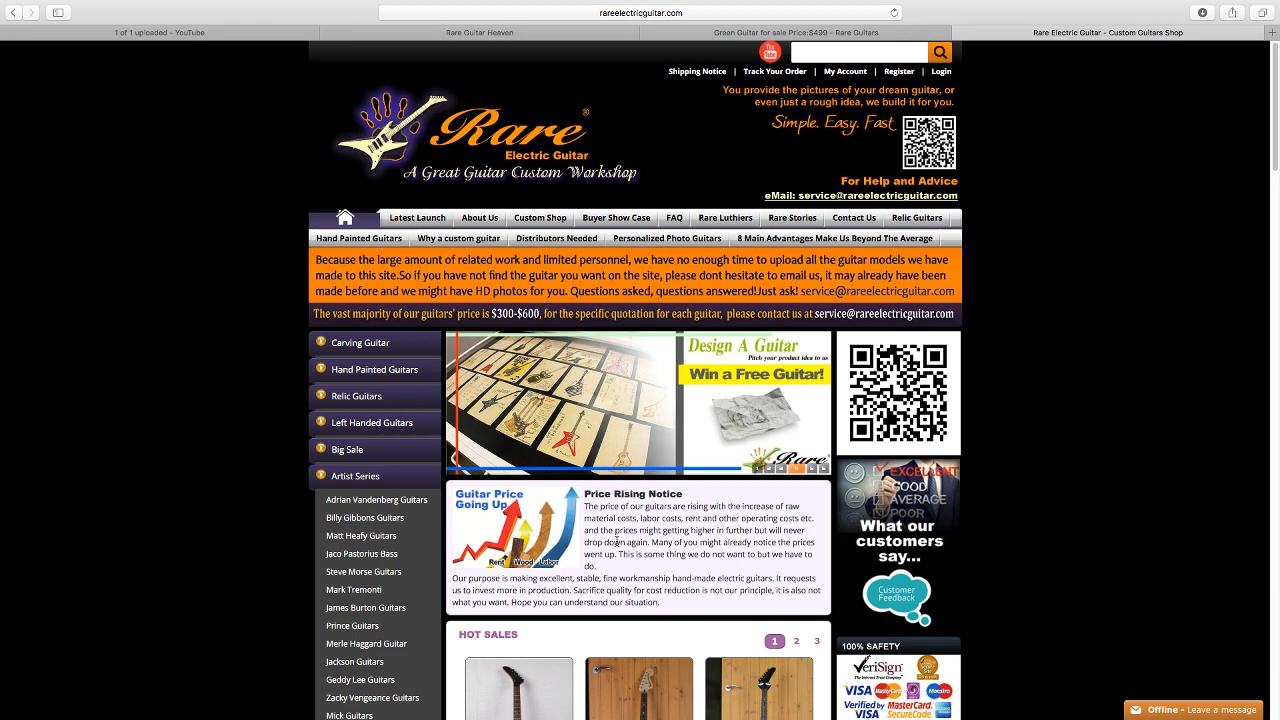 rareelectricguitar.com
1 of 1 uploaded - YouTube
Rare Guitar Heaven
Green Guitar for sale Price:$499 - Rare Guitars
Rare Electric Guitar - Custom Guitars Shop
You Tube
Shipping Notice | Track Your Order | My Account | Register | Login
You provide the pictures of your dream guitar, or
even just a rough idea, we build it for you.
Simple. Easy. Fast
Rare ®
Electric Guitar
A Great Guitar Custom Workshop
For Help and Advice
eMail: service@rareelectricguitar.com
Latest Launch About Us Custom Shop Buyer Show Case FAQ Rare Luthiers Rare Stories Contact Us Relic Guitars
Hand Painted Guitars Why a custom guitar Distributors Needed Personalized Photo Guitars 8 Main Advantages Make Us Beyond The Average
Because the large amount of related work and limited personnel, we have no enough time to upload all the guitar models we have
made to this site.So if you have not find the guitar you want on the site, please dont hesitate to email us, it may already have been
made before and we might have HD photos for you. Questions asked, questions answered!Just ask! service@rareelectricguitar.com
The vast majority of our guitars' price is $300-$600, for the specific quotation for each guitar, please contact us at service@rareelectricguitar.com
Carving Guitar
Hand Painted Guitars
Relic Guitars
Left Handed Guitars
Big Sale
Artist Series
Adrian Vandenberg Guitars
Billy Gibbons Guitars
Matt Healy Guitars
Jaco Pastorius Bass
Steve Morse Guitars
Mark Tremonti
James Burton Guitars
Prince Guitars
Merle Haggard Guitar
Jackson Guitars
Geddy Lee Guitars
Zacky Vengeance Guitars
Mick Guitars
Design A Guitar
Pitch your product idea to us
Win a Free Guitar!
Rare
Guitar Price
Going Up
Rent Wood Labor
Price Rising Notice
The price of our guitars are rising with the increase of raw
material costs, labor costs, rent and other operating costs etc.
and the prices might getting higher in further but will never
drop down again. Many of you might already notice the prices
went up. This is some thing we do not want to but we have to
do.
Our purpose is making excellent, stable, fine workmanship hand-made electric guitars. It requests
us to invest more in production. Sacrifice quality for cost reduction is not our principle, it is also not
what you want. Hope you can understand our situation.
HOT SALES
1 2 3
EXCELLENT
GOOD
AVERAGE
POOR
What our
customers
say...
Customer
Feedback
100% SAFETY
VeriSign
VISA MasterCard Maestro
Verified by
VISA
MasterCard.
SecureCode
Offline - Leave a message